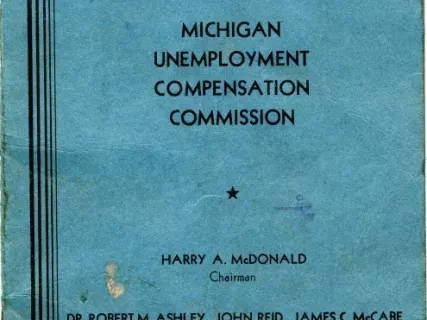 MICHIGAN
UNEMPLOYMENT
COMPENSATION
COMMISSION
HARRY A. McDONALD
Chairman
DR. ROBERT M. ASHLEY JOHN REID JAMES C. McCABE